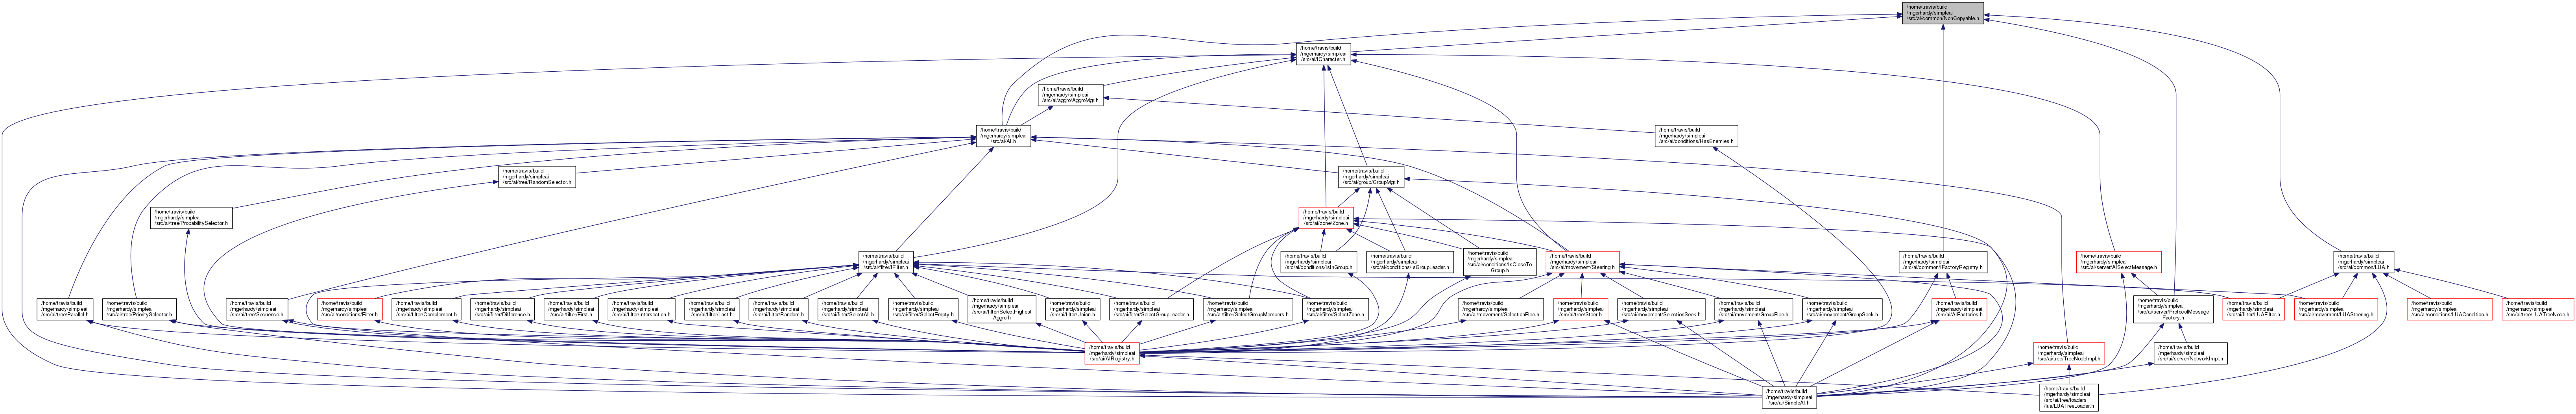 /home/travis/build
/mgerhardy/simpleai
/src/ai/common/NonCopyable.h
/home/travis/build
/mgerhardy/simpleai
/src/ai/ICharacter.h
/home/travis/build
/mgerhardy/simpleai
/src/ai/aggro/AggroMgr.h
/home/travis/build
/mgerhardy/simpleai
/src/ai/AI.h
/home/travis/build
/mgerhardy/simpleai
/src/ai/conditions/HasEnemies.h
/home/travis/build
/mgerhardy/simpleai
/src/ai/tree/RandomSelector.h
/home/travis/build
/mgerhardy/simpleai
/src/ai/group/GroupMgr.h
/home/travis/build
/mgerhardy/simpleai
/src/ai/tree/ProbabilitySelector.h
/home/travis/build
/mgerhardy/simpleai
/src/ai/zone/Zone.h
/home/travis/build
/mgerhardy/simpleai
/src/ai/filter/IFilter.h
/home/travis/build
/mgerhardy/simpleai
/src/ai/conditions/IsInGroup.h
/home/travis/build
/mgerhardy/simpleai
/src/ai/conditions/IsGroupLeader.h
/home/travis/build
/mgerhardy/simpleai
/src/ai/conditions/IsCloseTo
Group.h
/home/travis/build
/mgerhardy/simpleai
/src/ai/movement/Steering.h
/home/travis/build
/mgerhardy/simpleai
/src/ai/common/IFactoryRegistry.h
/home/travis/build
/mgerhardy/simpleai
/src/ai/server/AISelectMessage.h
/home/travis/build
/mgerhardy/simpleai
/src/ai/common/LUA.h
/home/travis/build
/mgerhardy/simpleai
/src/ai/tree/Parallel.h
/home/travis/build
/mgerhardy/simpleai
/src/ai/tree/PrioritySelector.h
/home/travis/build
/mgerhardy/simpleai
/src/ai/tree/Sequence.h
/home/travis/build
/mgerhardy/simpleai
/src/ai/conditions/Filter.h
/home/travis/build
/mgerhardy/simpleai
/src/ai/filter/Complement.h
/home/travis/build
/mgerhardy/simpleai
/src/ai/filter/Difference.h
/home/travis/build
/mgerhardy/simpleai
/src/ai/filter/First.h
/home/travis/build
/mgerhardy/simpleai
/src/ai/filter/Intersection.h
/home/travis/build
/mgerhardy/simpleai
/src/ai/filter/Last.h
/home/travis/build
/mgerhardy/simpleai
/src/ai/filter/Random.h
/home/travis/build
/mgerhardy/simpleai
/src/ai/filter/SelectAll.h
/home/travis/build
/mgerhardy/simpleai
/src/ai/filter/SelectEmpty.h
/home/travis/build
/mgerhardy/simpleai
/src/ai/filter/SelectHighest
Aggro.h
/home/travis/build
/mgerhardy/simpleai
/src/ai/filter/Union.h
/home/travis/build
/mgerhardy/simpleai
/src/ai/filter/SelectGroupLeader.h
/home/travis/build
/mgerhardy/simpleai
/src/ai/filter/SelectGroupMembers.h
/home/travis/build
/mgerhardy/simpleai
/src/ai/filter/SelectZone.h
/home/travis/build
/mgerhardy/simpleai
/src/ai/movement/SelectionFlee.h
/home/travis/build
/mgerhardy/simpleai
/src/ai/tree/Steer.h
/home/travis/build
/mgerhardy/simpleai
/src/ai/movement/SelectionSeek.h
/home/travis/build
/mgerhardy/simpleai
/src/ai/movement/GroupFlee.h
/home/travis/build
/mgerhardy/simpleai
/src/ai/movement/GroupSeek.h
/home/travis/build
/mgerhardy/simpleai
/src/ai/AIFactories.h
/home/travis/build
/mgerhardy/simpleai
/src/ai/server/ProtocolMessage
Factory.h
/home/travis/build
/mgerhardy/simpleai
/src/ai/filter/LUAFilter.h
/home/travis/build
/mgerhardy/simpleai
/src/ai/movement/LUASteering.h
/home/travis/build
/mgerhardy/simpleai
/src/ai/conditions/LUACondition.h
/home/travis/build
/mgerhardy/simpleai
/src/ai/tree/LUATreeNode.h
/home/travis/build
/mgerhardy/simpleai
/src/ai/AIRegistry.h
/home/travis/build
/mgerhardy/simpleai
/src/ai/tree/TreeNodeImpl.h
/home/travis/build
/mgerhardy/simpleai
/src/ai/server/NetworkImpl.h
/home/travis/build
/mgerhardy/simpleai
/src/ai/SimpleAI.h
/home/travis/build
/mgerhardy/simpleai
/src/ai/tree/loaders
/lua/LUATreeLoader.h